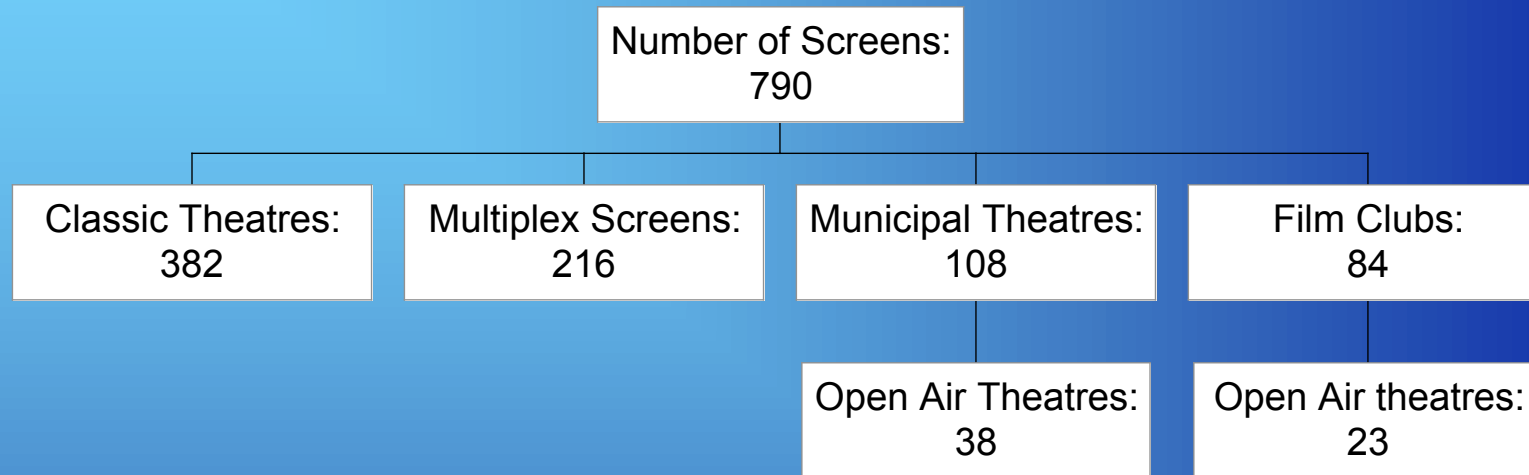 Number of Screens:
790
Classic Theatres:
382
Multiplex Screens:
216
Municipal Theatres:
108
Film Clubs:
84
Open Air Theatres:
38
Open Air theatres:
23